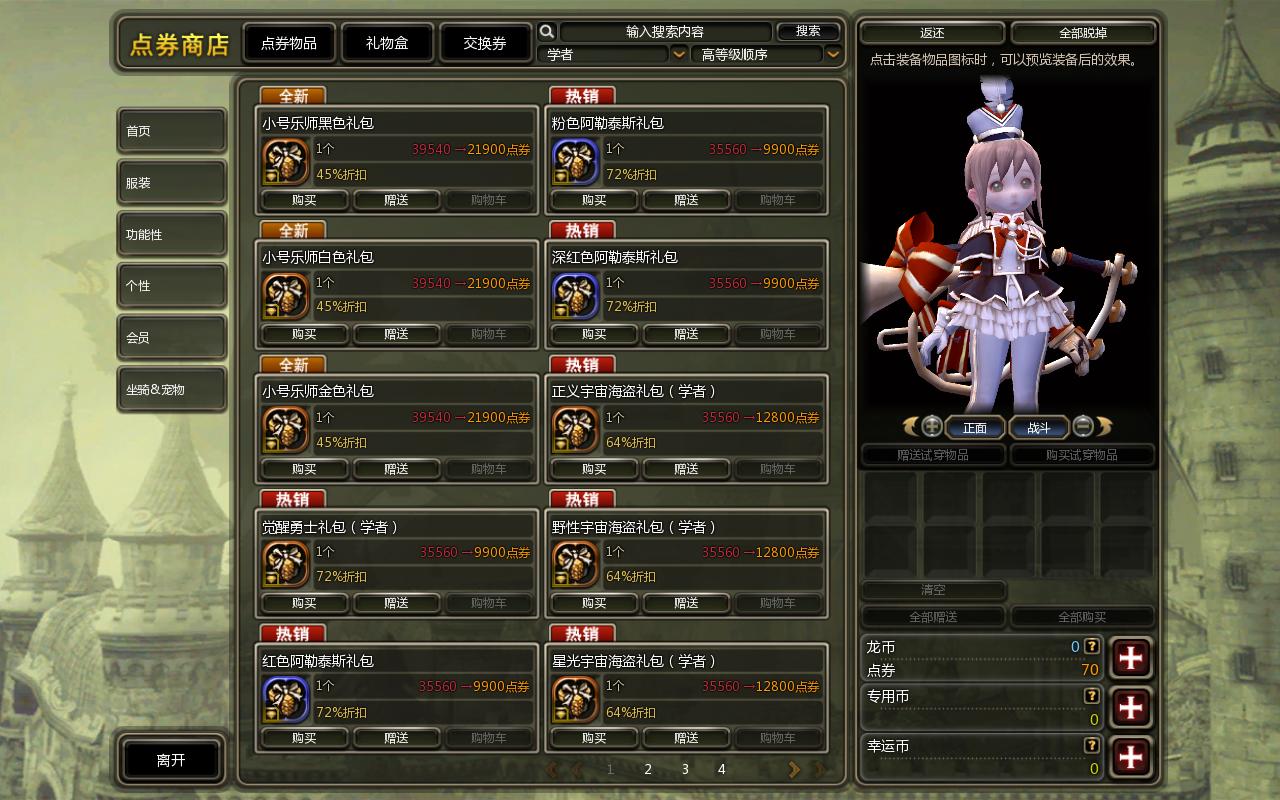 点券商店
点券物品
礼物盒
交换券
输入搜索内容
搜索
学者
高等级顺序
首页
服装
功能性
个性
会员
坐骑&宠物
离开
全新
小号乐师黑色礼包
1个
39540→21900点券
45%折扣
购买 赠送 购物车
热销
粉色阿勒泰斯礼包
1个
35560→9900点券
72%折扣
购买 赠送 购物车
全新
小号乐师白色礼包
1个
39540→21900点券
45%折扣
购买 赠送 购物车
热销
深红色阿勒泰斯礼包
1个
35560→9900点券
72%折扣
购买 赠送 购物车
全新
小号乐师金色礼包
1个
39540→21900点券
45%折扣
购买 赠送 购物车
热销
正义宇宙海盗礼包（学者）
1个
35560→12800点券
64%折扣
购买 赠送 购物车
热销
觉醒勇士礼包（学者）
1个
35560→9900点券
72%折扣
购买 赠送 购物车
热销
野性宇宙海盗礼包（学者）
1个
35560→12800点券
64%折扣
购买 赠送 购物车
热销
红色阿勒泰斯礼包
1个
35560→9900点券
72%折扣
购买 赠送 购物车
热销
星光宇宙海盗礼包（学者）
1个
35560→12800点券
64%折扣
购买 赠送 购物车
1 2 3 4
返还
全部脱掉
点击装备物品图标时，可以预览装备后的效果。
正面
战斗
赠送试穿物品
购买试穿物品
清空
全部赠送
全部购买
龙币 0 ?
点券 70
专用币 ?
0
幸运币 ?
0